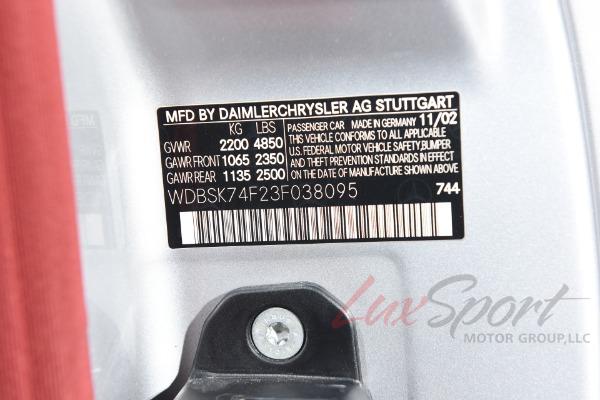 MFD BY DAIMLERCHRYSLER AG STUTTGART
KG LBS
GVWR 2200 4850
GAWR FRONT 1065 2350
GAWR REAR 1135 2500
PASSENGER CAR MADE IN GERMANY 11/02
THIS VEHICLE CONFORMS TO ALL APPLICABLE
U.S. FEDERAL MOTOR VEHICLE SAFETY,BUMPER
AND THEFT PREVENTION STANDARDS IN EFFECT
ON THE DATE OF MANUFACTURE SHOWN ABOVE
WDBSK74F23F038095 744
LuxSport
MOTOR GROUP,LLC